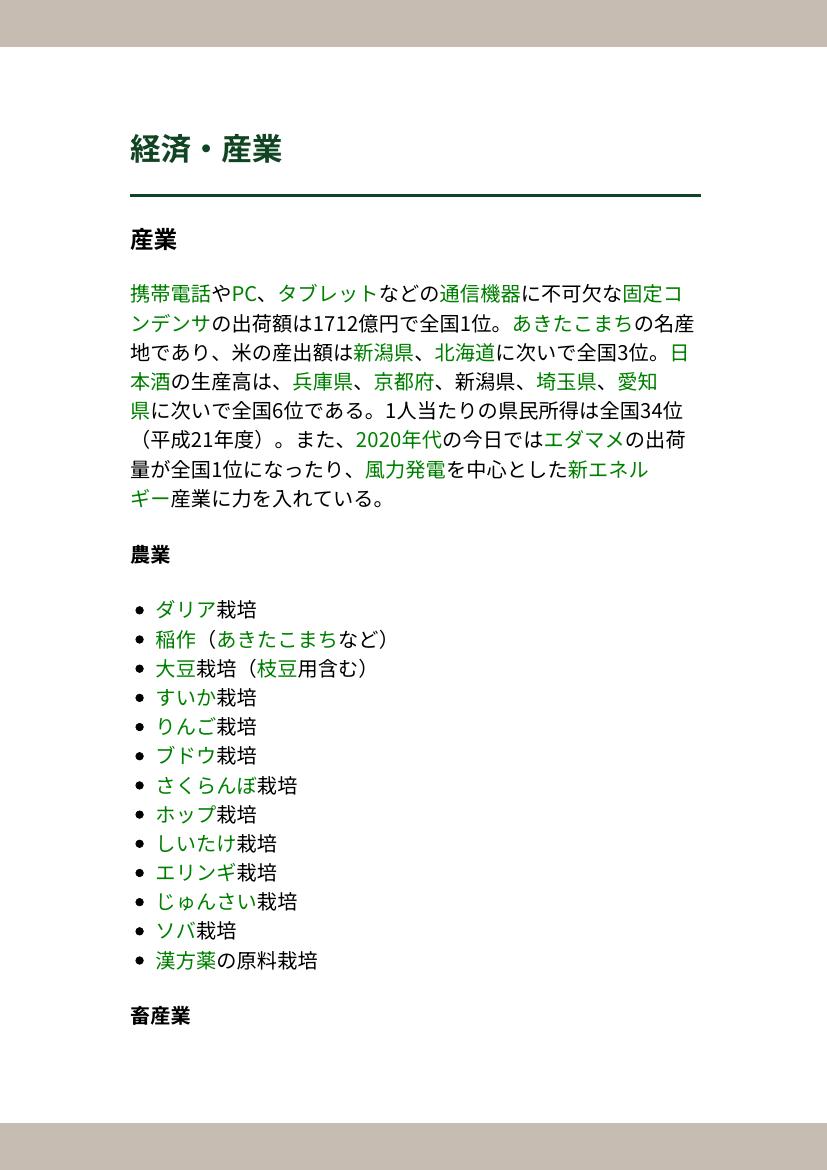 経済・産業
産業
携帯電話やPC、タブレットなどの通信機器に不可欠な固定コ
ンデンサの出荷額は1712億円で全国1位。あきたこまちの名産
地であり、米の産出額は新潟県、北海道に次いで全国3位。日
本酒の生産高は、兵庫県、京都府、新潟県、埼玉県、愛知
県に次いで全国6位である。1人当たりの県民所得は全国34位
（平成21年度）。また、2020年代の今日ではエダマメの出荷
量が全国1位になったり、風力発電を中心とした新エネル
ギー産業に力を入れている。
農業
• ダリア栽培
• 稲作（あきたこまちなど）
• 大豆栽培（枝豆用含む）
• すいか栽培
• りんご栽培
• ブドウ栽培
• さくらんぼ栽培
• ホップ栽培
• しいたけ栽培
• エリンギ栽培
• じゅんさい栽培
• ソバ栽培
• 漢方薬の原料栽培
畜産業